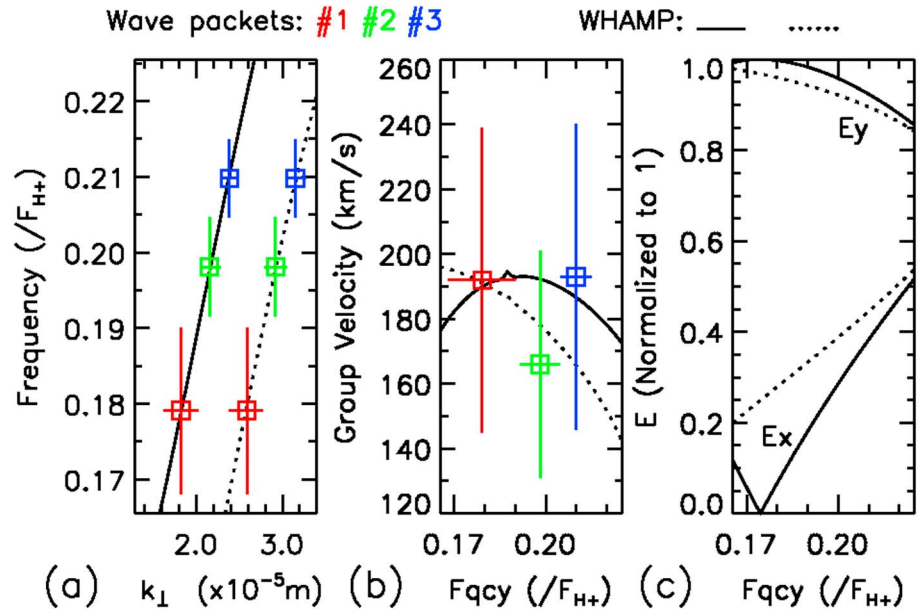 Wave packets: #1 #2 #3 WHAMP:
Frequency (/F_H+)
0.22
0.21
0.20
0.19
0.18
0.17
2.0 3.0
(a) k⊥ (x10⁻⁵m)
Group Velocity (km/s)
260
240
220
200
180
160
140
120
0.17 0.20
(b) Fqcy (/F_H+)
E (Normalized to 1)
1.0
0.8
0.6
0.4
0.2
0.0
Ey
Ex
0.17 0.20
(c) Fqcy (/F_H+)